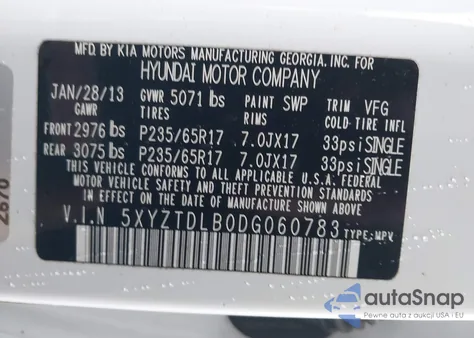 MFD. BY KIA MOTORS MANUFACTURING GEORGIA, INC. FOR
HYUNDAI MOTOR COMPANY
JAN/28/13 GVWR 5071 lbs PAINT SWP TRIM VFG
GAWR TIRES RIMS COLD TIRE INFL
FRONT 2976 lbs P235/65R17 7.0JX17 33psi SINGLE
REAR 3075 lbs P235/65R17 7.0JX17 33psi SINGLE
THIS VEHICLE CONFORMS TO ALL APPLICABLE U.S. FEDERAL
MOTOR VEHICLE SAFETY AND THEFT PREVENTION STANDARDS
IN EFFECT ON THE DATE OF MANUFACTURE SHOWN ABOVE.
V.I.N 5XYZTDLB0DG060783 TYPE: MPV
2876
autoSnap
Pewne auta z aukcji USA i EU